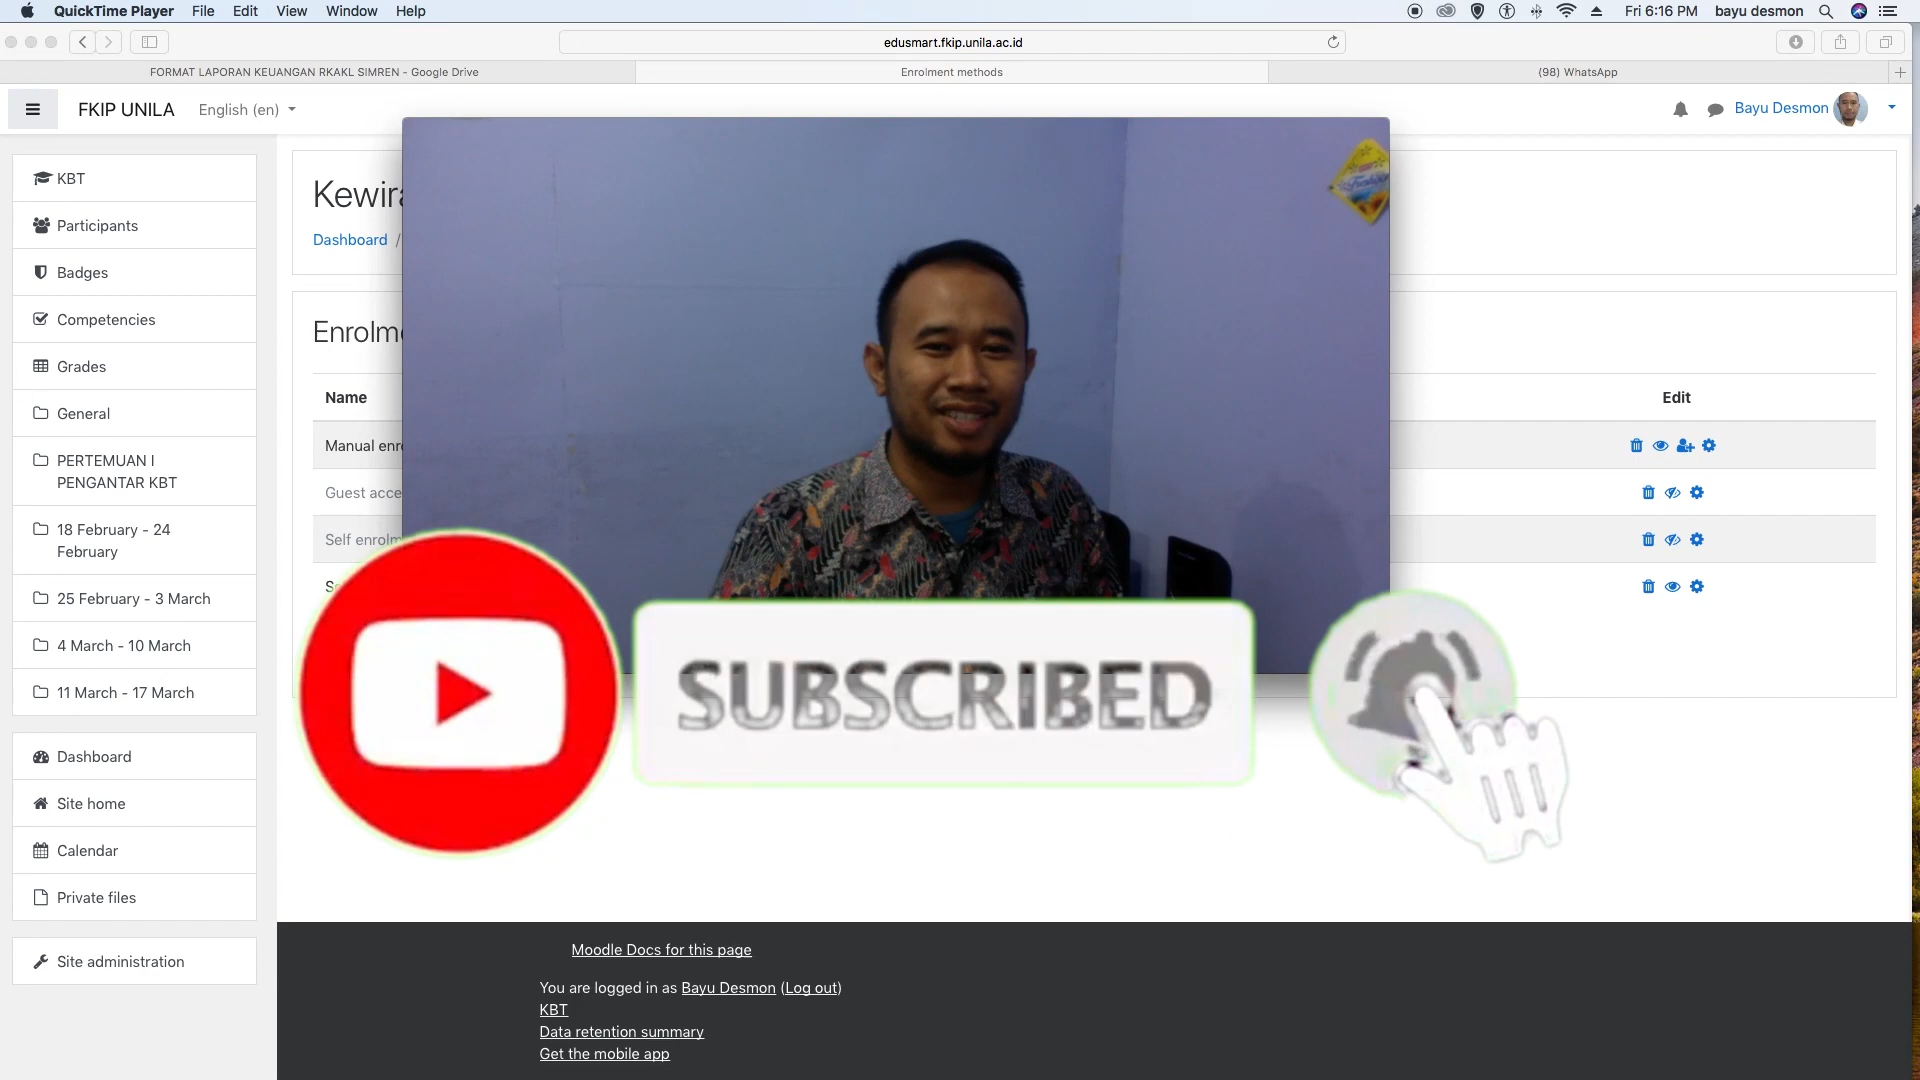 QuickTime Player File Edit View Window Help
Fri 6:16 PM bayu desmon
edusmart.fkip.unila.ac.id
FORMAT LAPORAN KEUANGAN RKAKL SIMREN - Google Drive
Enrolment methods
(98) WhatsApp
FKIP UNILA English (en)
Bayu Desmon
KBT
Participants
Badges
Competencies
Grades
General
PERTEMUAN I
PENGANTAR KBT
18 February - 24
February
25 February - 3 March
4 March - 10 March
11 March - 17 March
Dashboard
Site home
Calendar
Private files
Site administration
Dashboard /
Name
Edit
Manual
Guest
Self
SUBSCRIBED
Moodle Docs for this page
You are logged in as Bayu Desmon (Log out)
KBT
Data retention summary
Get the mobile app